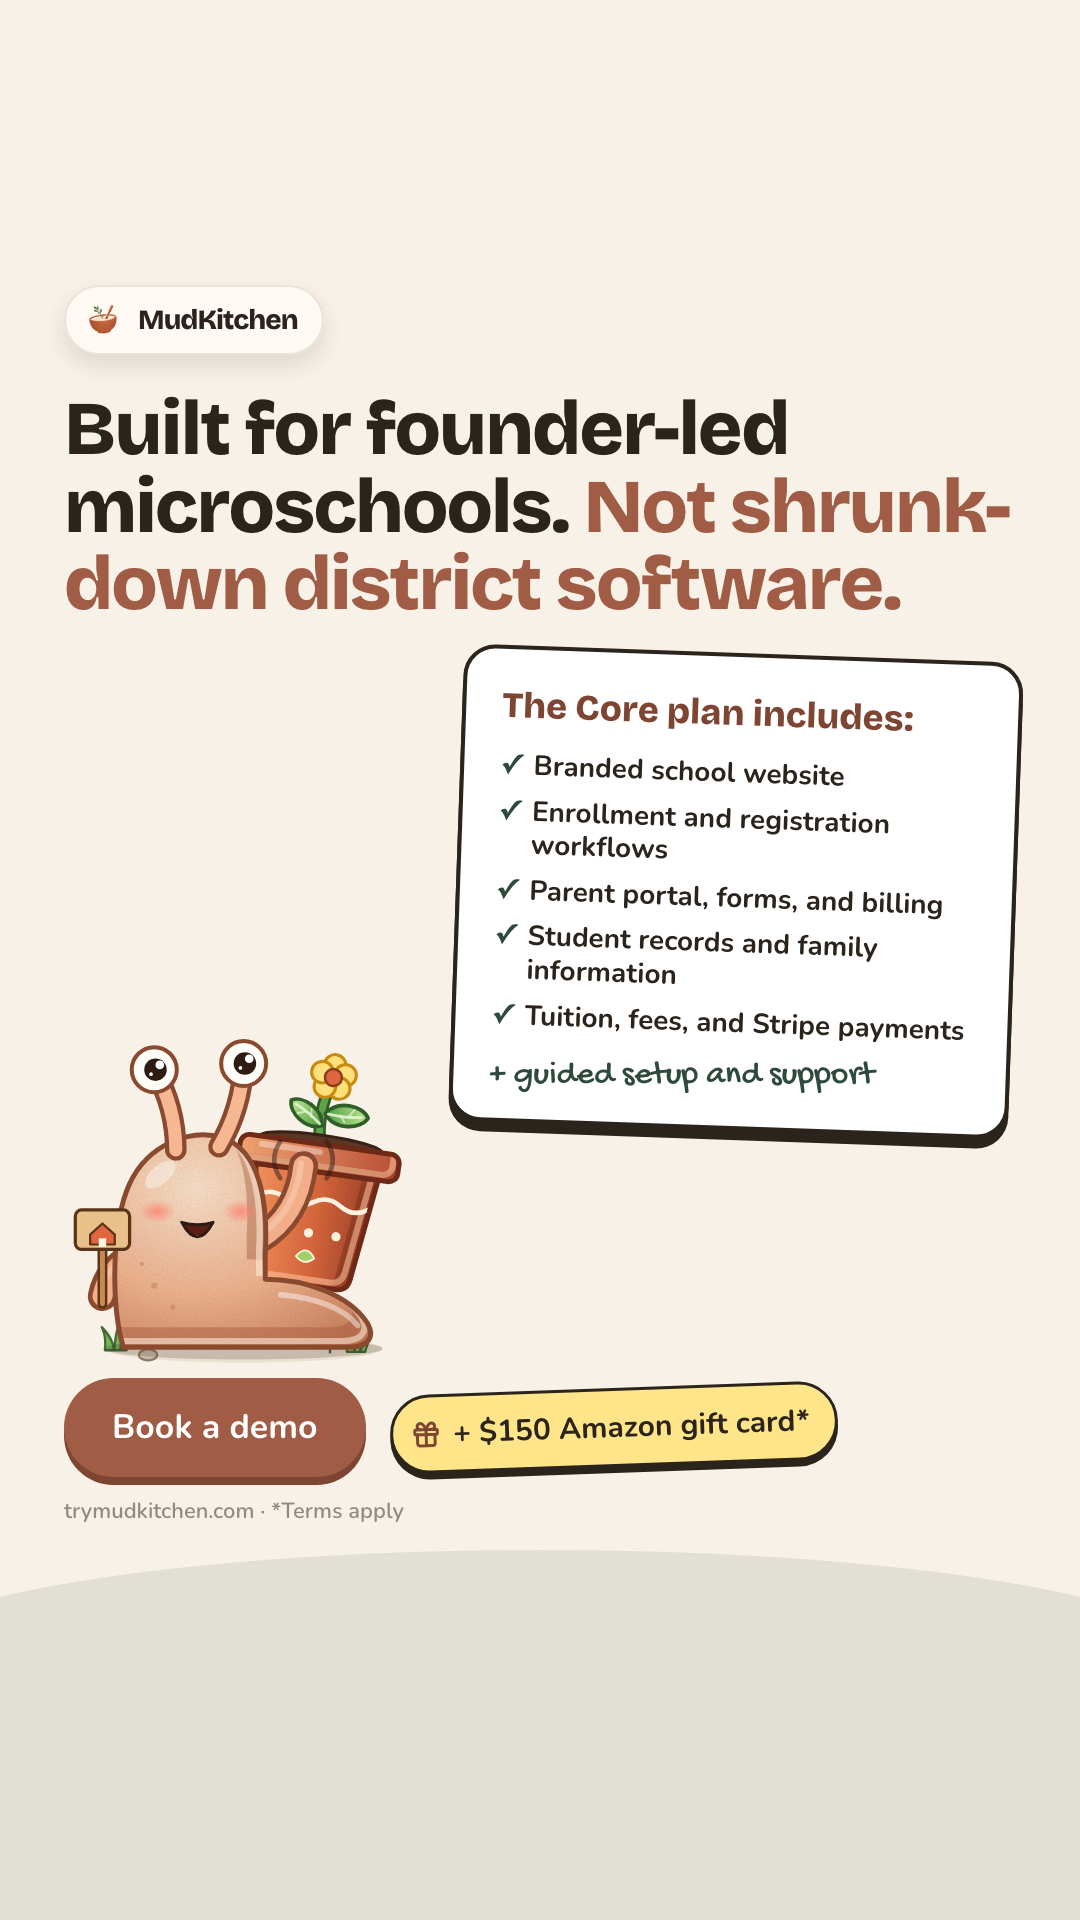 MudKitchen
Built for founder-led
microschools. Not shrunk-
down district software.
The Core plan includes:
✓ Branded school website
✓ Enrollment and registration
workflows
✓ Parent portal, forms, and billing
✓ Student records and family
information
✓ Tuition, fees, and Stripe payments
+ guided setup and support
Book a demo
+ $150 Amazon gift card*
trymudkitchen.com · *Terms apply